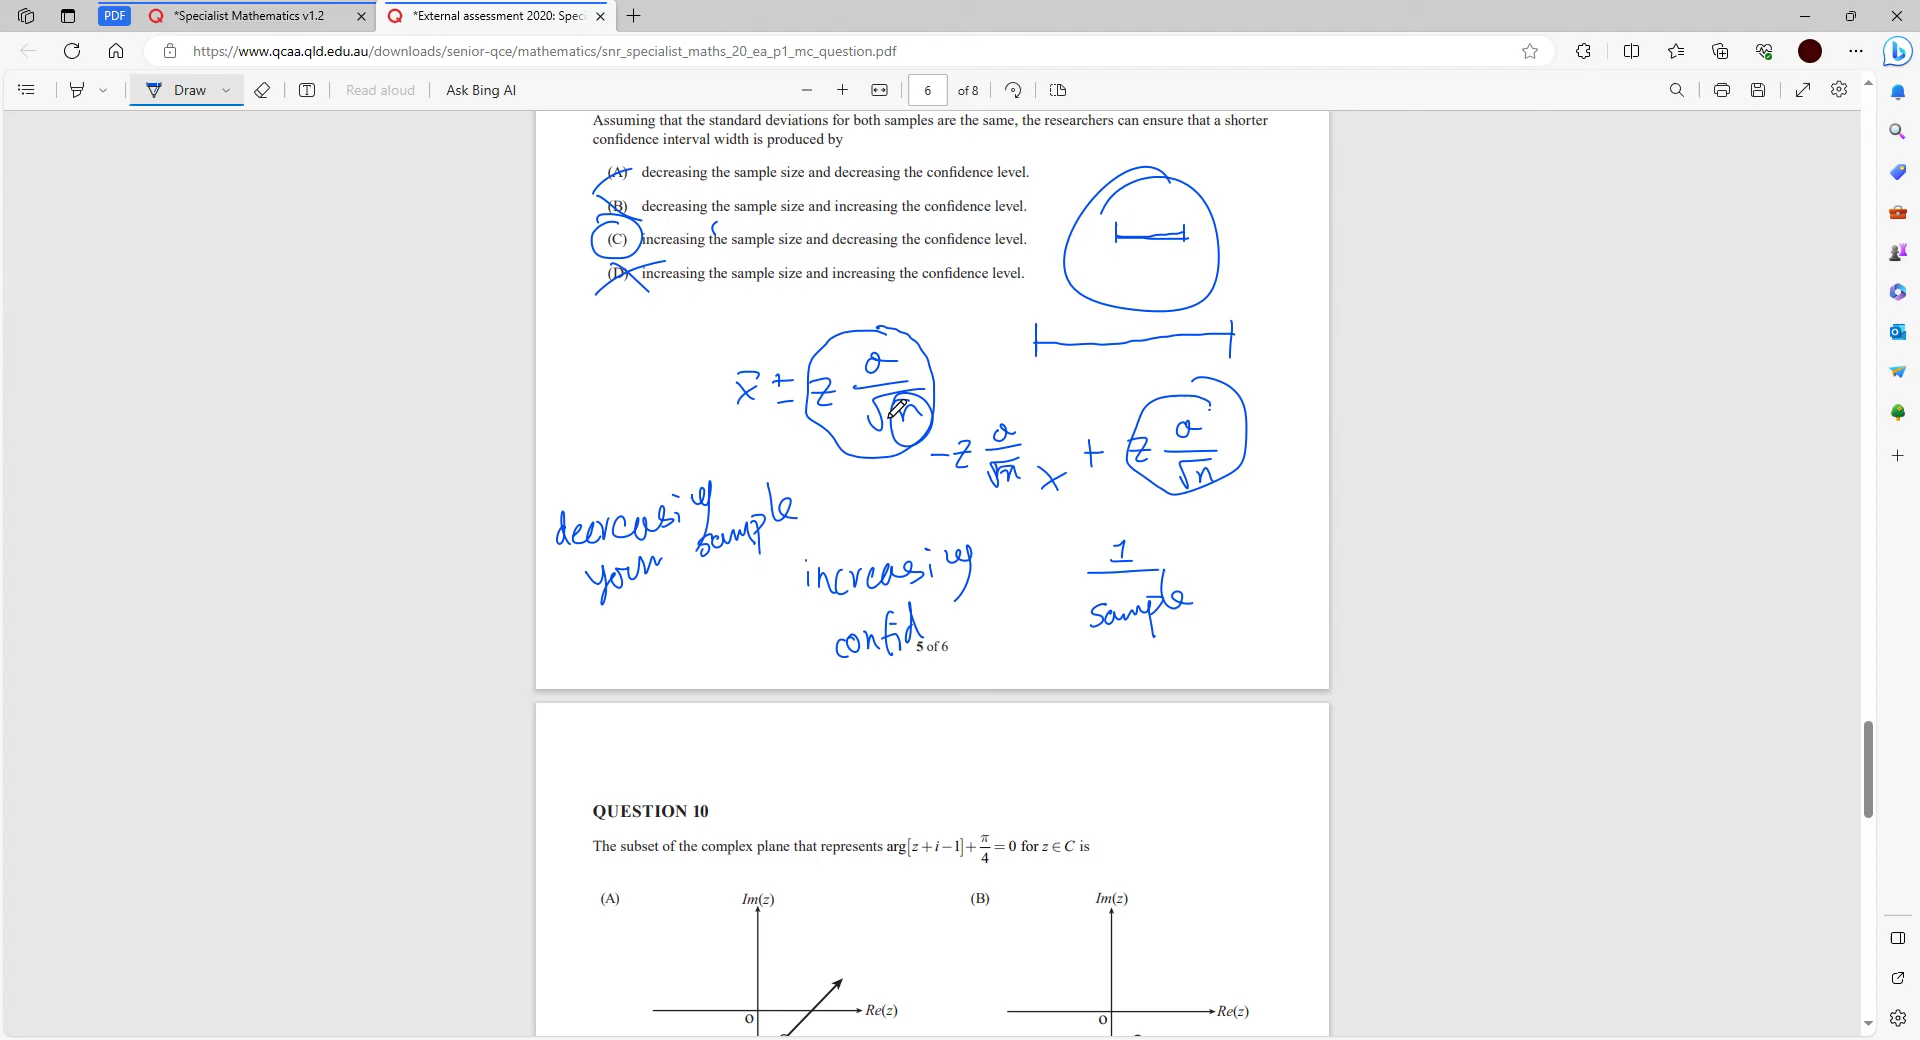 PDF
*Specialist Mathematics v1.2
*External assessment 2020: Spec
https://www.qcaa.qld.edu.au/downloads/senior-qce/mathematics/snr_specialist_maths_20_ea_p1_mc_question.pdf
Draw
Read aloud
Ask Bing AI
6 of 8
Assuming that the standard deviations for both samples are the same, the researchers can ensure that a shorter
confidence interval width is produced by
(A) decreasing the sample size and decreasing the confidence level.
(B) decreasing the sample size and increasing the confidence level.
(C) increasing the sample size and decreasing the confidence level.
(D) increasing the sample size and increasing the confidence level.
x̄ ± z σ/√n
-z σ/√n x + z σ/√n
decreasing
your sample
increasing
confid
1
sample
5 of 6
QUESTION 10
The subset of the complex plane that represents arg[z + i − 1] + π/4 = 0 for z ∈ C is
(A) Im(z)
(B) Im(z)
O Re(z)
O Re(z)